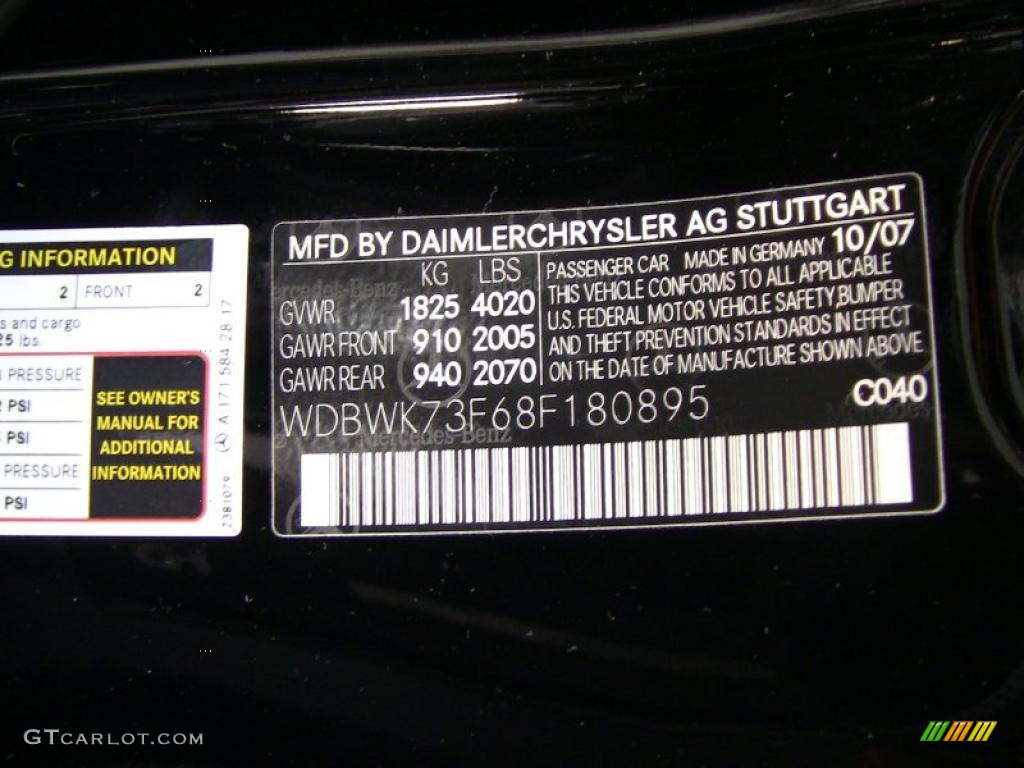 G INFORMATION
2 FRONT 2
s and cargo
25 lbs.
PRESSURE
PSI
PSI
PRESSURE
PSI
SEE OWNER'S
MANUAL FOR
ADDITIONAL
INFORMATION
A 171 584 28 17
2381079
MFD BY DAIMLERCHRYSLER AG STUTTGART
KG LBS
GVWR 1825 4020
GAWR FRONT 910 2005
GAWR REAR 940 2070
PASSENGER CAR MADE IN GERMANY 10/07
THIS VEHICLE CONFORMS TO ALL APPLICABLE
U.S. FEDERAL MOTOR VEHICLE SAFETY, BUMPER
AND THEFT PREVENTION STANDARDS IN EFFECT
ON THE DATE OF MANUFACTURE SHOWN ABOVE
WDBWK73F68F180895
C040
Mercedes-Benz
GTCARLOT.COM